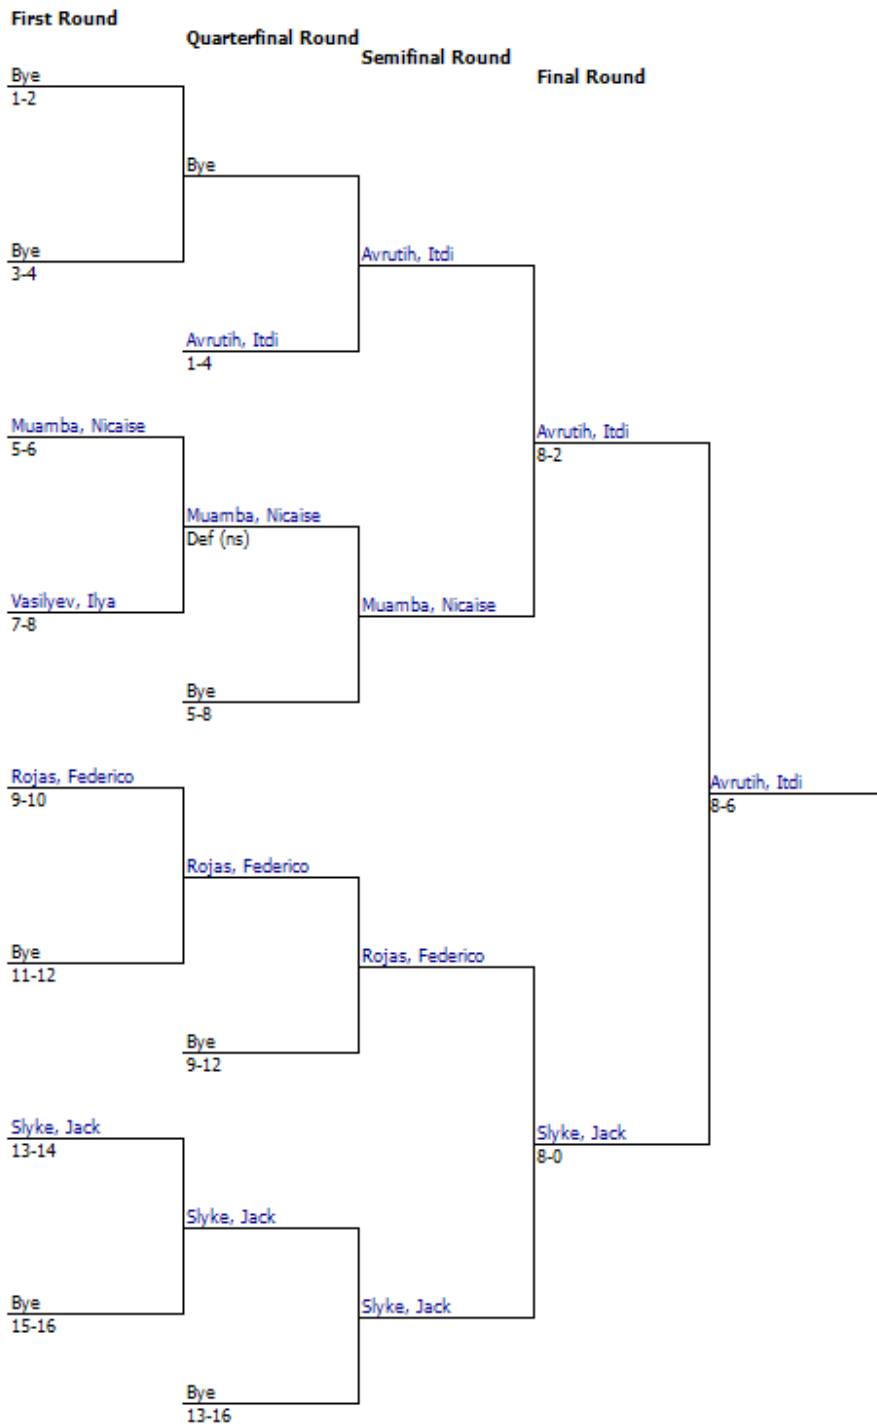 First Round
Quarterfinal Round
Semifinal Round
Final Round
Bye
1-2
Bye
Bye
3-4
Avrutih, Itdi
Avrutih, Itdi
1-4
Muamba, Nicaise
5-6
Avrutih, Itdi
8-2
Muamba, Nicaise
Def (ns)
Vasilyev, Ilya
7-8
Muamba, Nicaise
Bye
5-8
Rojas, Federico
9-10
Avrutih, Itdi
8-6
Rojas, Federico
Bye
11-12
Rojas, Federico
Bye
9-12
Slyke, Jack
13-14
Slyke, Jack
8-0
Slyke, Jack
Bye
15-16
Slyke, Jack
Bye
13-16